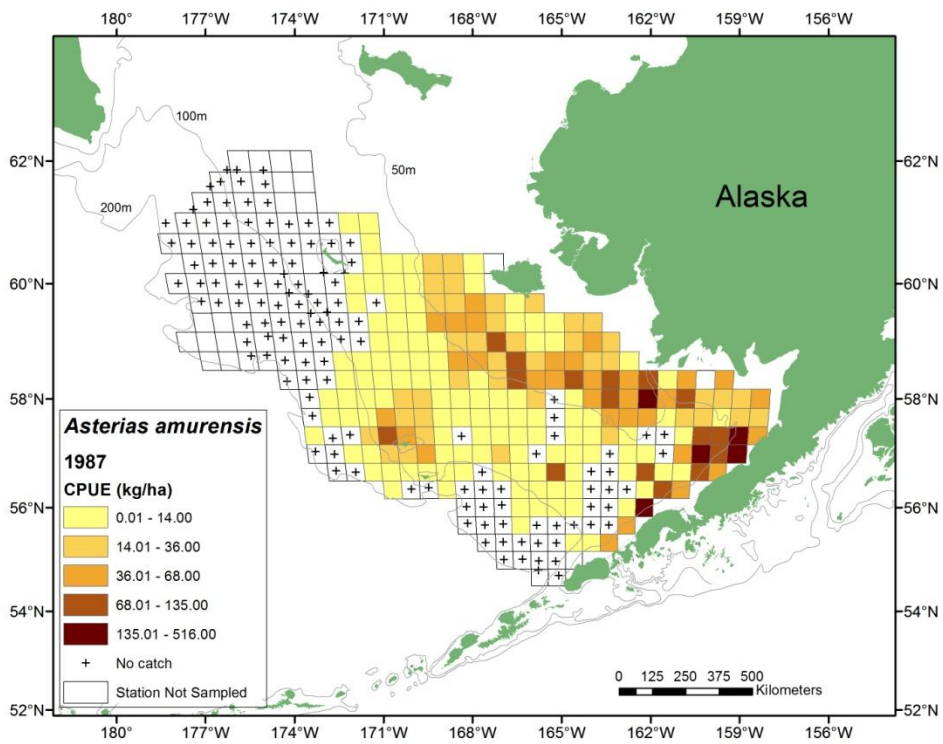 180° 177°W 174°W 171°W 168°W 165°W 162°W 159°W 156°W
100m
62°N 62°N
50m
200m
Alaska
60°N 60°N
58°N 58°N
Asterias amurensis
1987
CPUE (kg/ha)
0.01 - 14.00
14.01 - 36.00
36.01 - 68.00
68.01 - 135.00
135.01 - 516.00
No catch
Station Not Sampled
56°N 56°N
54°N 54°N
0 125 250 375 500
Kilometers
52°N 52°N
180° 177°W 174°W 171°W 168°W 165°W 162°W 159°W 156°W